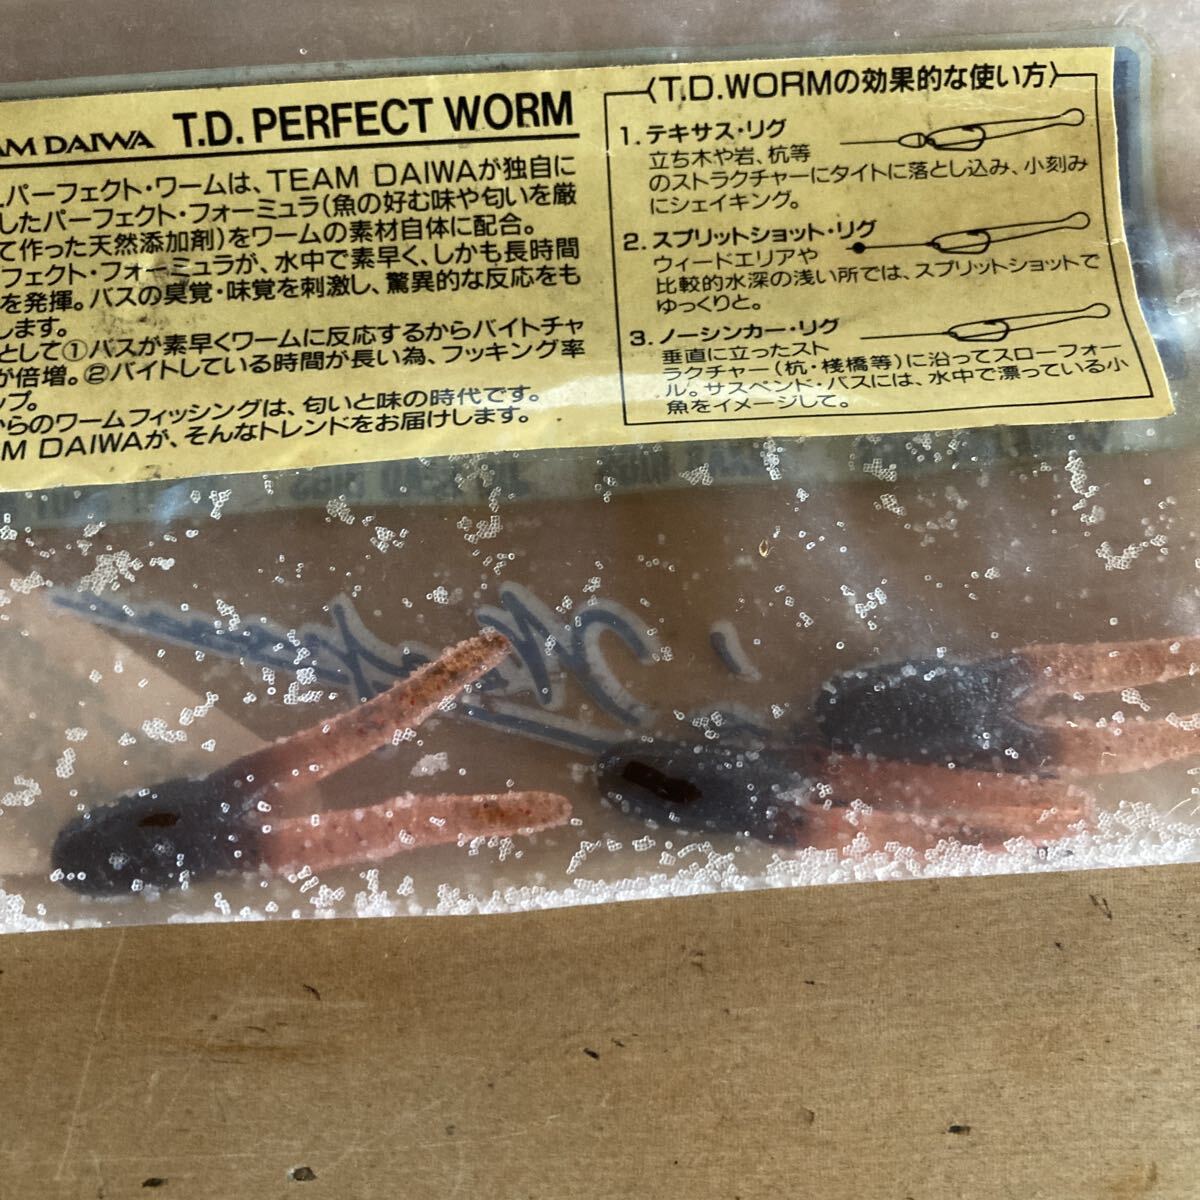 AM DAIWA T.D. PERFECT WORM
パーフェクト・ワームは、TEAM DAIWAが独自に
したパーフェクト・フォーミュラ(魚の好む味や匂いを厳
て作った天然添加剤)をワームの素材自体に配合。
フェクト・フォーミュラが、水中で素早く、しかも長時間
を発揮。バスの臭覚・味覚を刺激し、驚異的な反応をも
します。
として①バスが素早くワームに反応するからバイトチャ
が倍増。②バイトしている時間が長い為、フッキング率
ップ。
からのワームフィッシングは、匂いと味の時代です。
M DAIWAが、そんなトレンドをお届けします。
〈T.D.WORMの効果的な使い方〉
1. テキサス・リグ
立ち木や岩、杭等
のストラクチャーにタイトに落とし込み、小刻み
にシェイキング。
2. スプリットショット・リグ
ウィードエリアや
比較的水深の浅い所では、スプリットショットで
ゆっくりと。
3. ノーシンカー・リグ
垂直に立ったスト
ラクチャー(杭・桟橋等)に沿ってスローフォー
ル。サスペンド・バスには、水中で漂っている小
魚をイメージして。